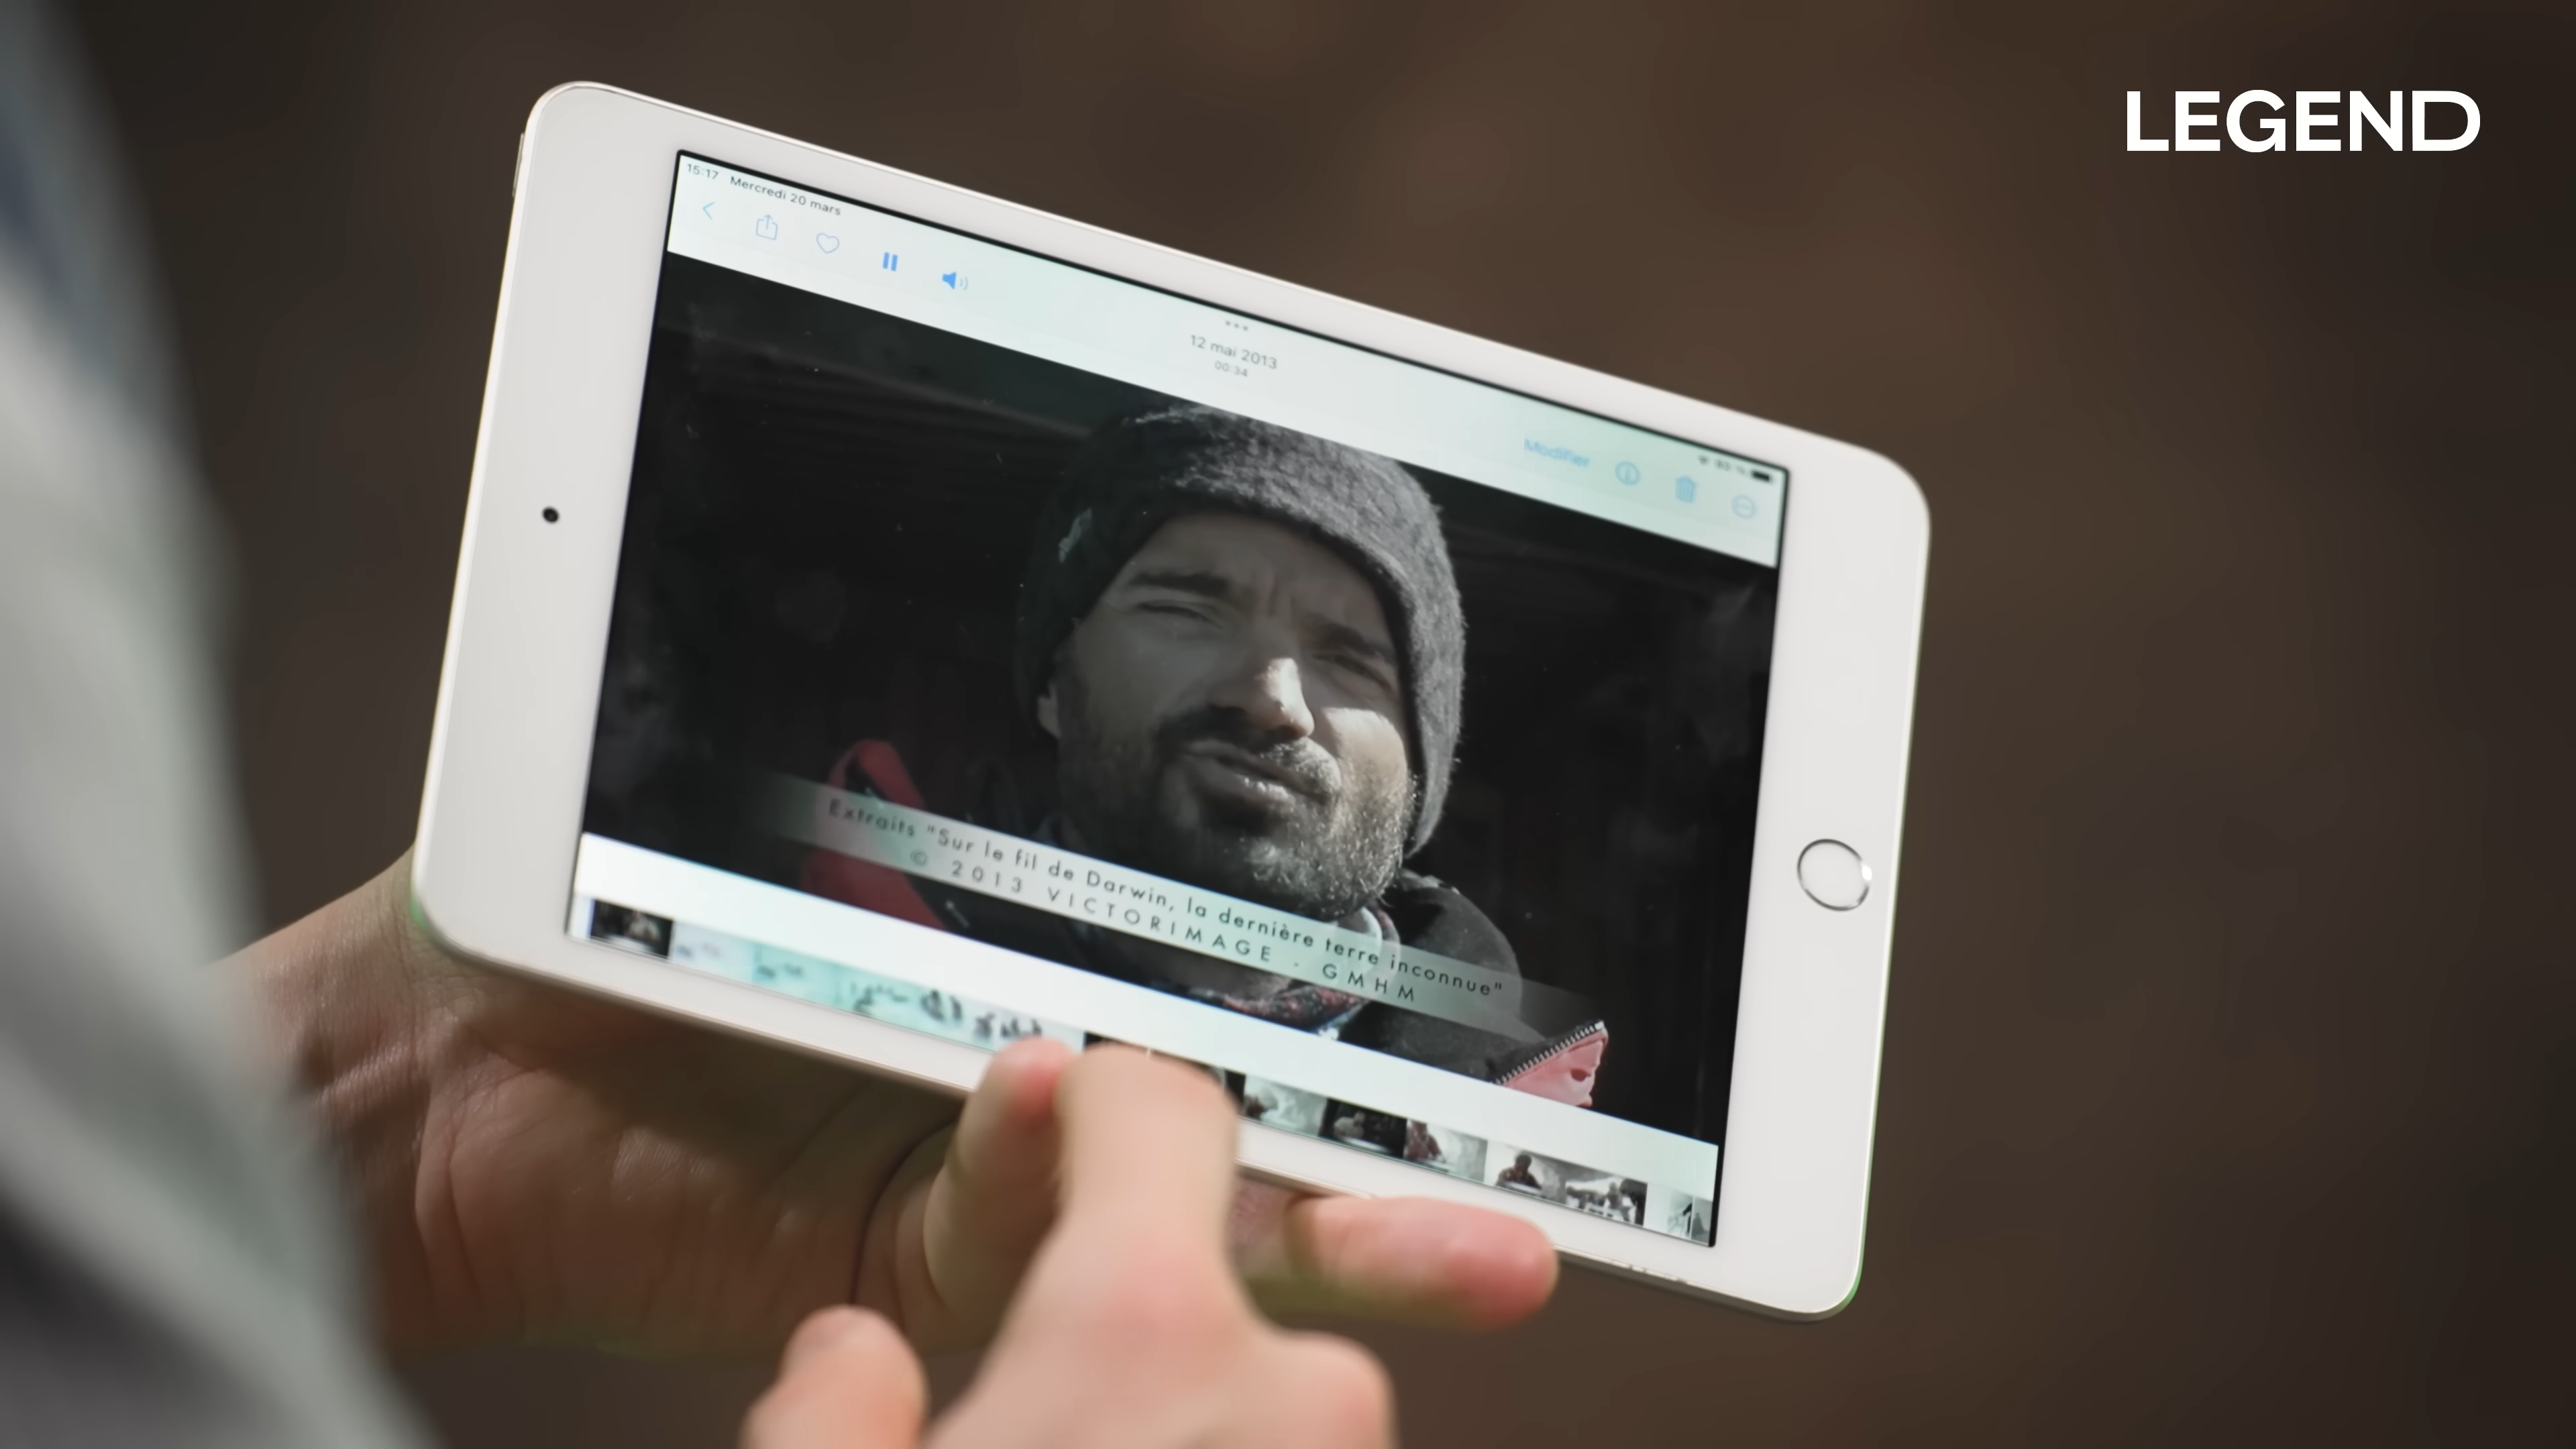 LEGEND
15:17 Mercredi 20 mars
12 mai 2013
00:34
Modifier
93 %
Extraits "Sur le fil de Darwin, la dernière terre inconnue"
© 2013 VICTORIMAGE - GMHM